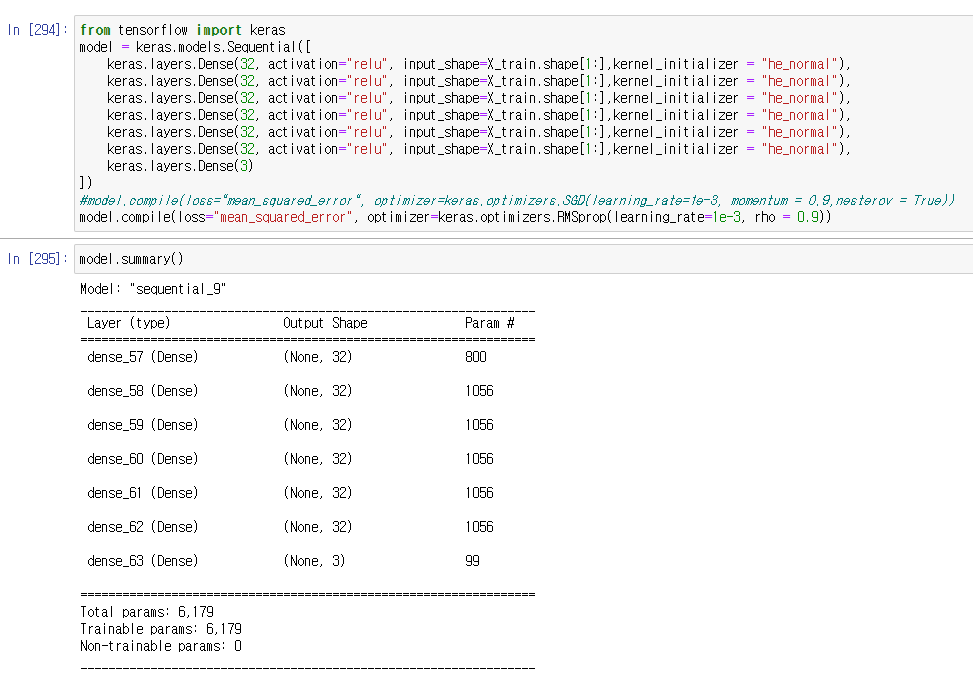 In [294]:
from tensorflow import keras
model = keras.models.Sequential([
    keras.layers.Dense(32, activation="relu", input_shape=X_train.shape[1:],kernel_initializer = "he_normal"),
    keras.layers.Dense(32, activation="relu", input_shape=X_train.shape[1:],kernel_initializer = "he_normal"),
    keras.layers.Dense(32, activation="relu", input_shape=X_train.shape[1:],kernel_initializer = "he_normal"),
    keras.layers.Dense(32, activation="relu", input_shape=X_train.shape[1:],kernel_initializer = "he_normal"),
    keras.layers.Dense(32, activation="relu", input_shape=X_train.shape[1:],kernel_initializer = "he_normal"),
    keras.layers.Dense(32, activation="relu", input_shape=X_train.shape[1:],kernel_initializer = "he_normal"),
    keras.layers.Dense(3)
])
#model.compile(loss="mean_squared_error", optimizer=keras.optimizers.SGD(learning_rate=1e-3, momentum = 0.9,nesterov = True))
model.compile(loss="mean_squared_error", optimizer=keras.optimizers.RMSprop(learning_rate=1e-3, rho = 0.9))
In [295]:
model.summary()
Model: "sequential_9"
Layer (type) Output Shape Param #
dense_57 (Dense) (None, 32) 800
dense_58 (Dense) (None, 32) 1056
dense_59 (Dense) (None, 32) 1056
dense_60 (Dense) (None, 32) 1056
dense_61 (Dense) (None, 32) 1056
dense_62 (Dense) (None, 32) 1056
dense_63 (Dense) (None, 3) 99
Total params: 6,179
Trainable params: 6,179
Non-trainable params: 0